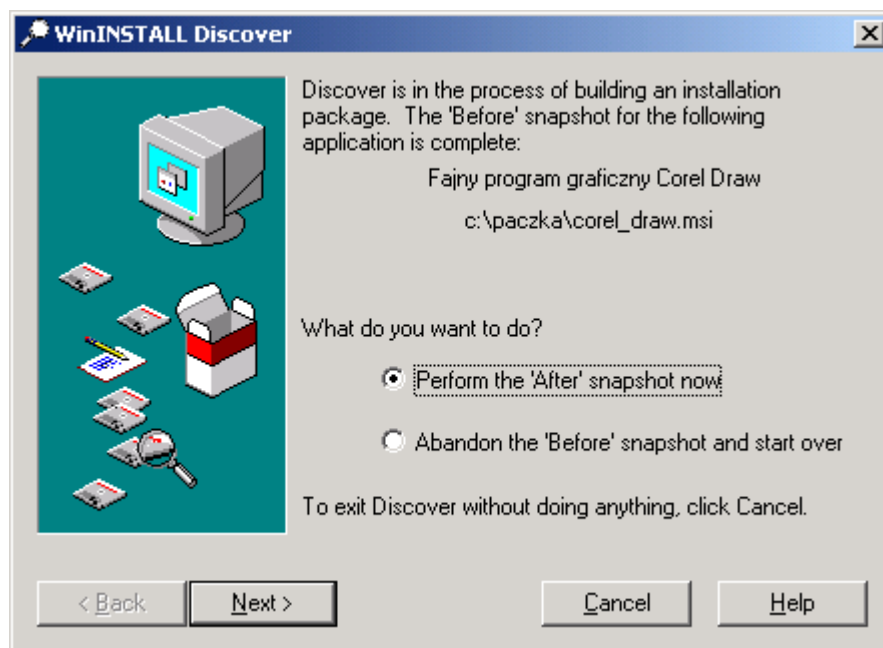 WinINSTALL Discover
Discover is in the process of building an installation
package. The 'Before' snapshot for the following
application is complete:
Fajny program graficzny Corel Draw
c:\paczka\corel_draw.msi
What do you want to do?
Perform the 'After' snapshot now
Abandon the 'Before' snapshot and start over
To exit Discover without doing anything, click Cancel.
< Back
Next >
Cancel
Help